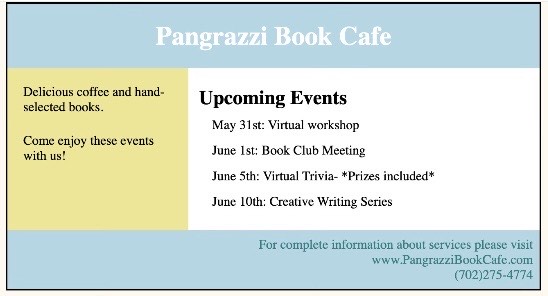 Pangrazzi Book Cafe
Delicious coffee and hand-
selected books.
Come enjoy these events
with us!
Upcoming Events
May 31st: Virtual workshop
June 1st: Book Club Meeting
June 5th: Virtual Trivia- *Prizes included*
June 10th: Creative Writing Series
For complete information about services please visit
www.PangrazziBookCafe.com
(702)275-4774